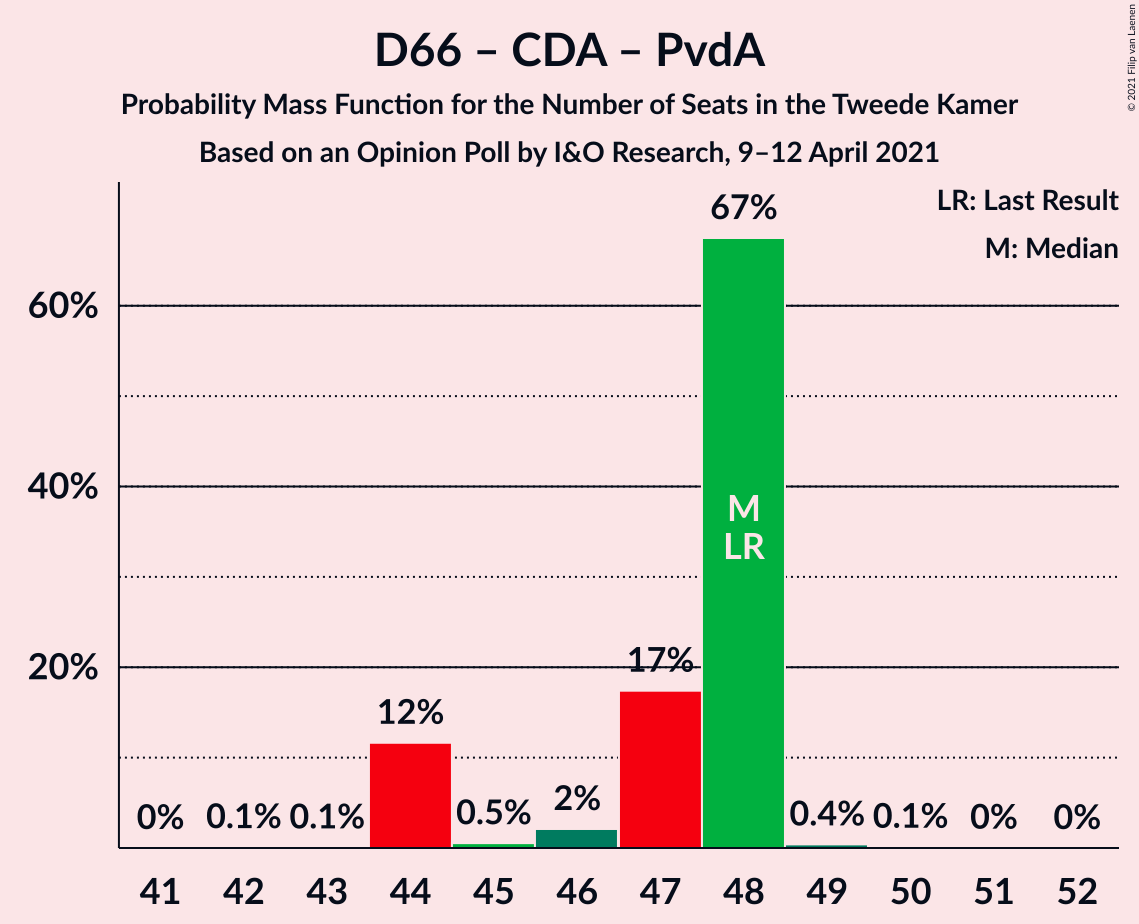 D66 – CDA – PvdA
Probability Mass Function for the Number of Seats in the Tweede Kamer
Based on an Opinion Poll by I&O Research, 9–12 April 2021
© 2021 Filip van Laenen
LR: Last Result
M: Median
60%
40%
20%
0%
0.1%
0.1%
12%
0.5%
2%
17%
67%
0.4%
0.1%
0%
0%
M
LR
41 42 43 44 45 46 47 48 49 50 51 52